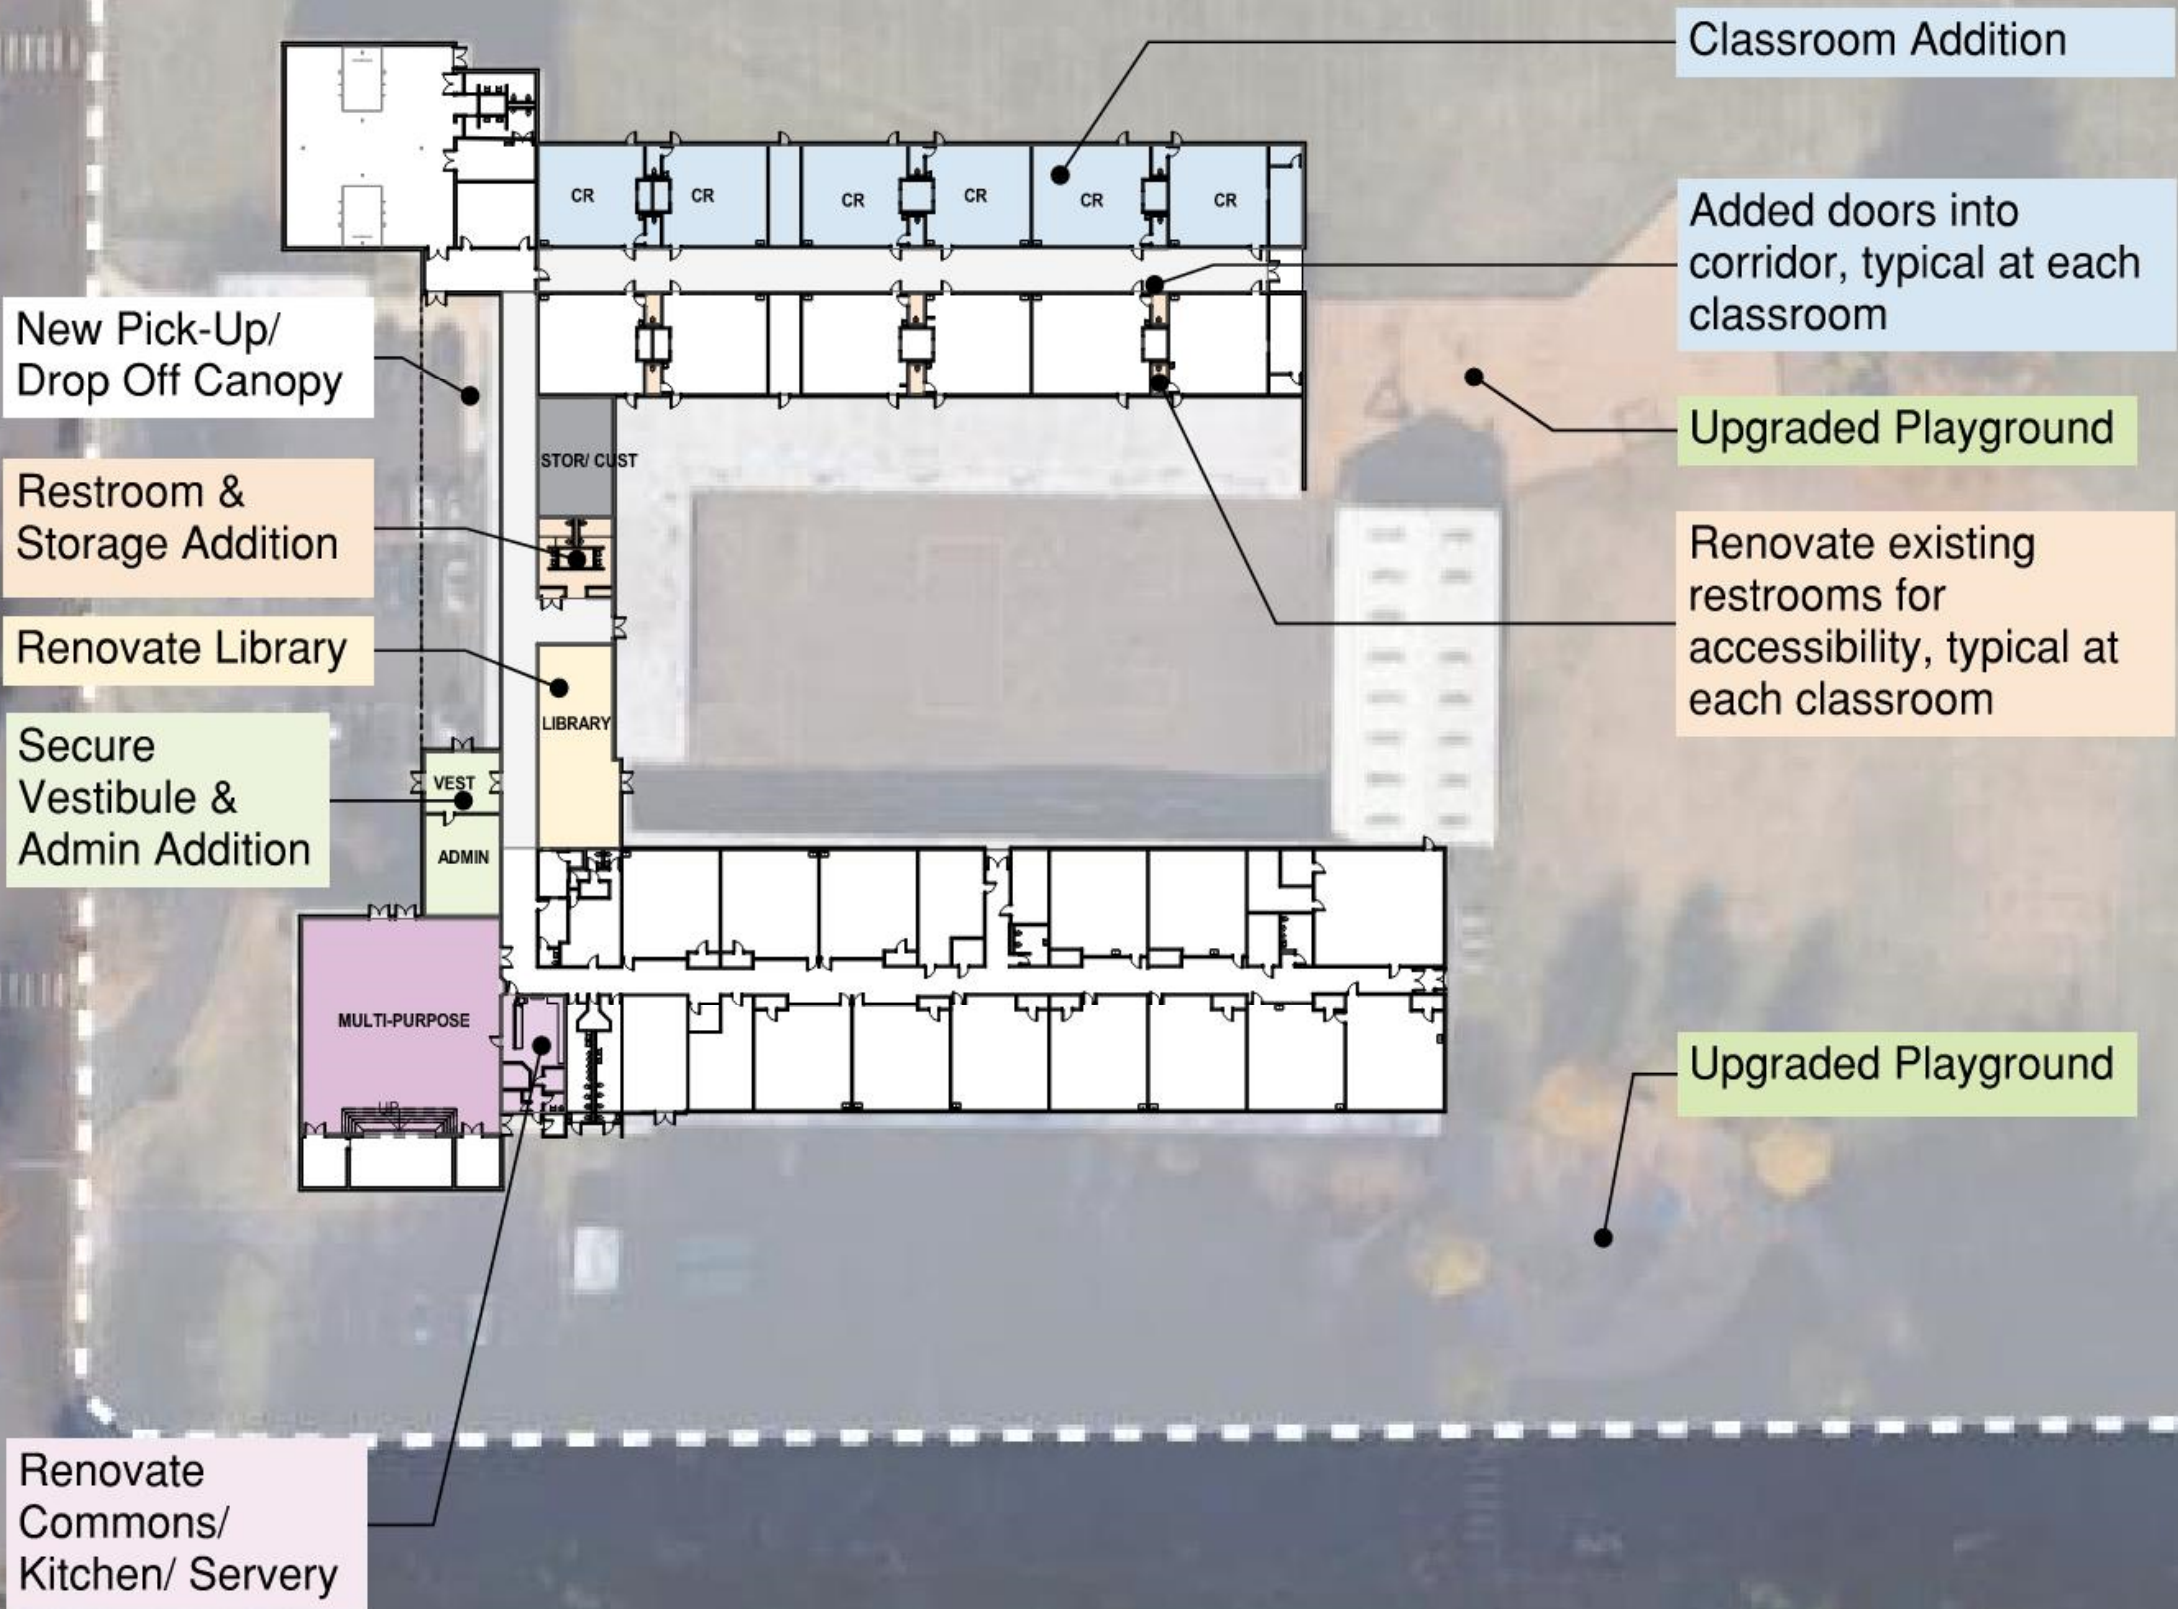 Classroom Addition
CR
CR
CR
CR
CR
CR
Added doors into
corridor, typical at each
classroom
New Pick-Up/
Drop Off Canopy
Upgraded Playground
STOR/ CUST
Restroom &
Storage Addition
Renovate existing
restrooms for
accessibility, typical at
each classroom
Renovate Library
LIBRARY
Secure
Vestibule &
Admin Addition
VEST
ADMIN
MULTI-PURPOSE
UP
Upgraded Playground
Renovate
Commons/
Kitchen/ Servery